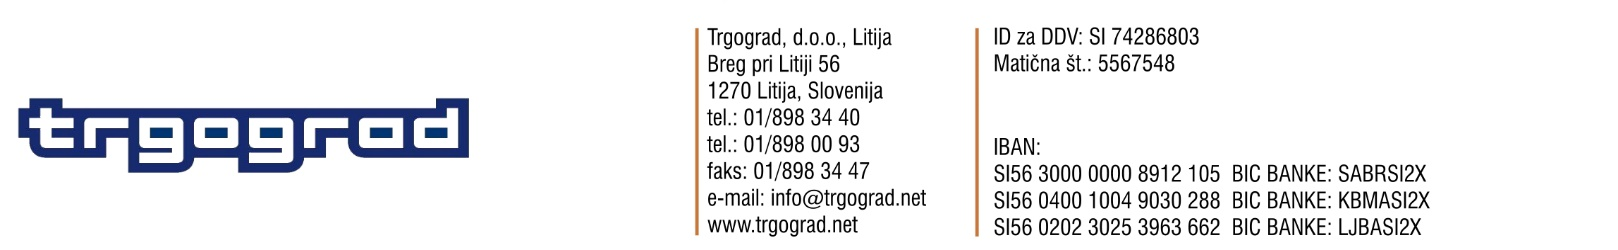 trgograd
Trgograd, d.o.o., Litija
Breg pri Litiji 56
1270 Litija, Slovenija
tel.: 01/898 34 40
tel.: 01/898 00 93
faks: 01/898 34 47
e-mail: info@trgograd.net
www.trgograd.net
ID za DDV: SI 74286803
Matična št.: 5567548
IBAN:
SI56 3000 0000 8912 105 BIC BANKE: SABRSI2X
SI56 0400 1004 9030 288 BIC BANKE: KBMASI2X
SI56 0202 3025 3963 662 BIC BANKE: LJBASI2X